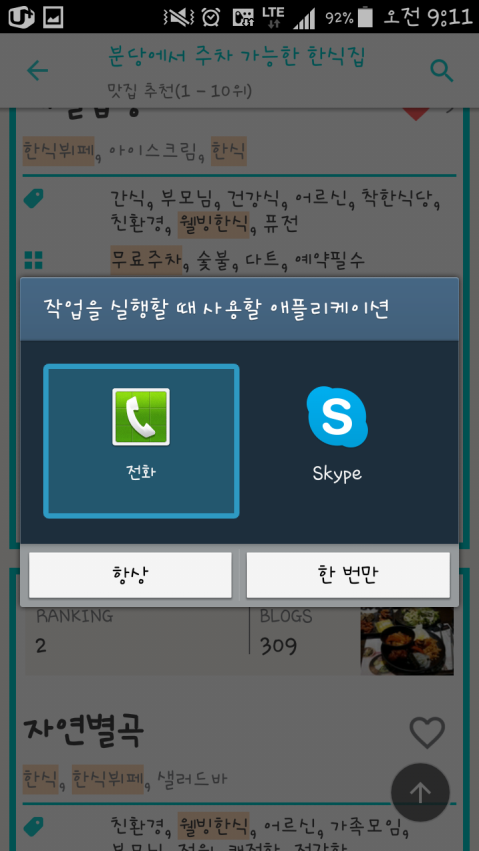 LTE 92% 오전 9:11
분당에서 주차 가능한 한식집
맛집 추천(1 - 10위)
한식뷔페, 아이스크림, 한식
간식, 부모님, 건강식, 어르신, 착한식당,
친환경, 웰빙한식, 퓨전
무료주차, 숯불, 다트, 예약필수
작업을 실행할 때 사용할 애플리케이션
전화 Skype
항상 한 번만
RANKING BLOGS
2 309
자연별곡
한식, 한식뷔페, 샐러드바
친환경, 웰빙한식, 어르신, 가족모임,